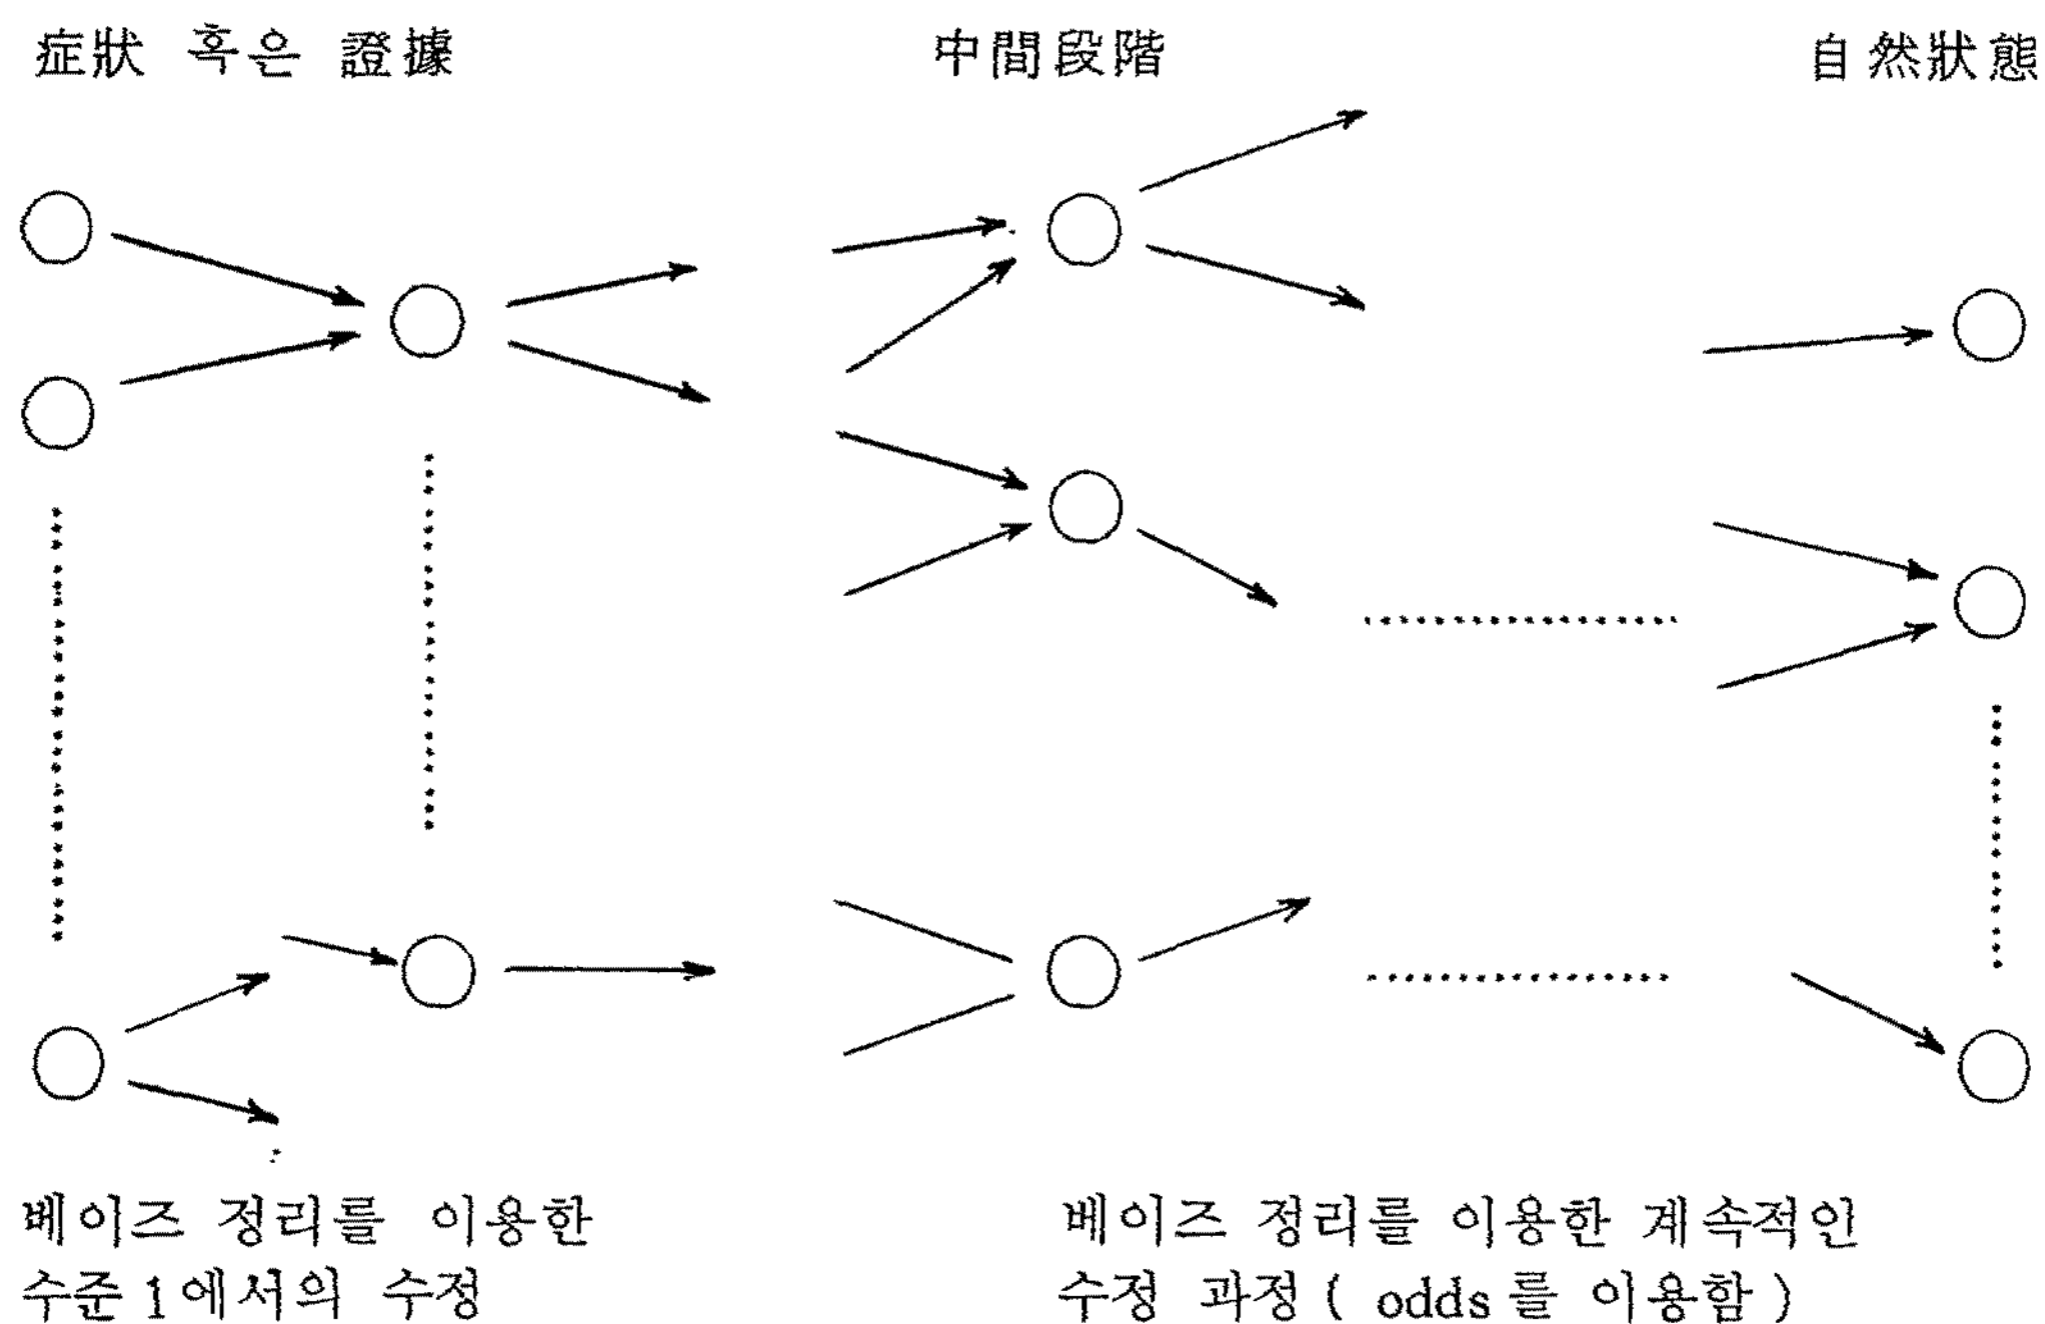 症狀 혹은 證據
中間段階
自然狀態
베이즈 정리를 이용한
수준 1에서의 수정
베이즈 정리를 이용한 계속적인
수정 과정 ( odds를 이용함 )